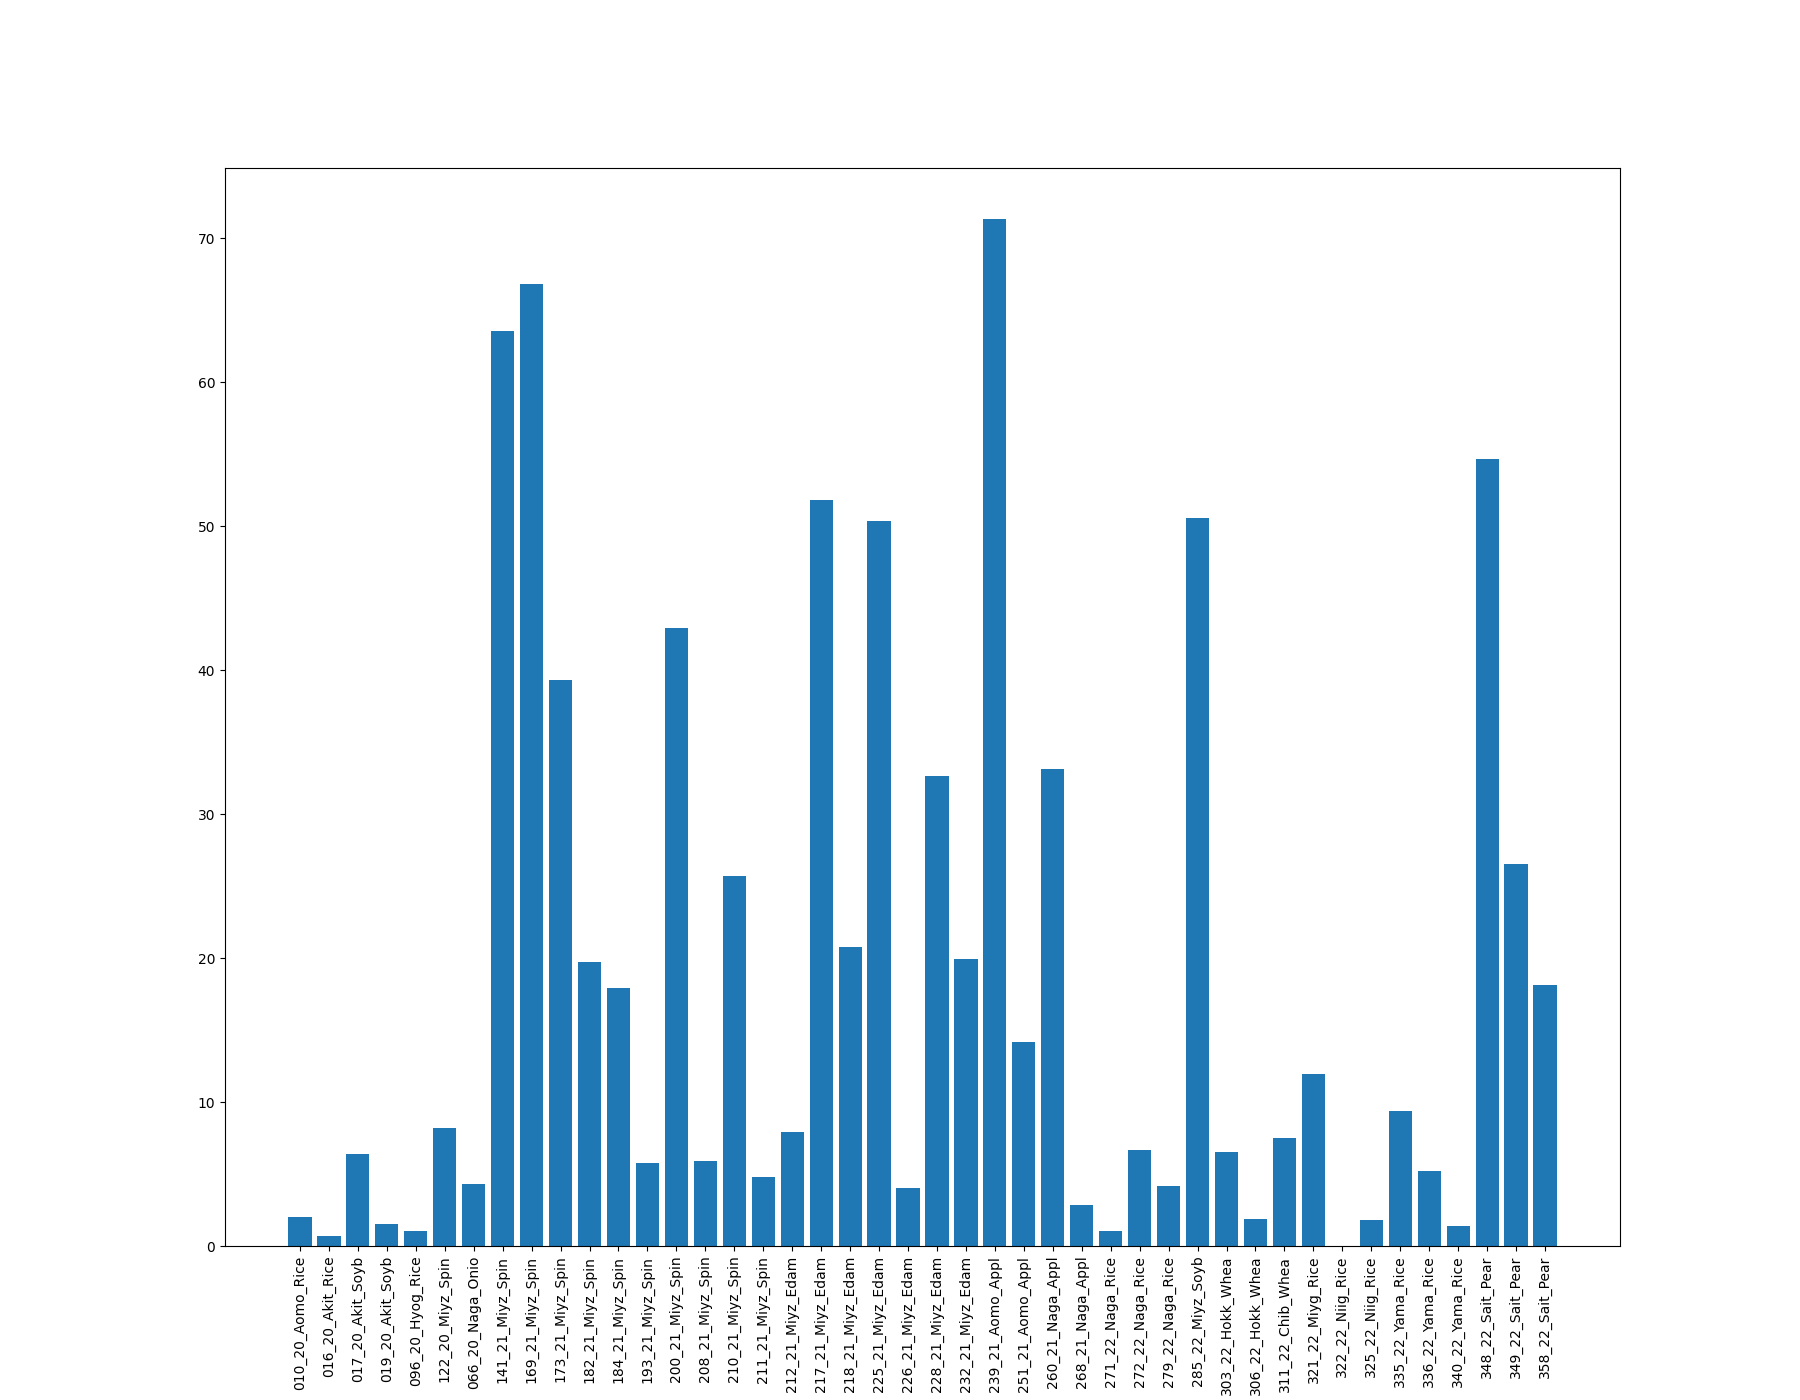 70
60
50
40
30
20
10
0
010_20_Aomo_Rice
016_20_Akit_Rice
017_20_Akit_Soyb
019_20_Akit_Soyb
096_20_Hyog_Rice
122_20_Miyz_Spin
066_20_Naga_Onio
141_21_Miyz_Spin
169_21_Miyz_Spin
173_21_Miyz_Spin
182_21_Miyz_Spin
184_21_Miyz_Spin
193_21_Miyz_Spin
200_21_Miyz_Spin
208_21_Miyz_Spin
210_21_Miyz_Spin
211_21_Miyz_Spin
212_21_Miyz_Edam
217_21_Miyz_Edam
218_21_Miyz_Edam
225_21_Miyz_Edam
226_21_Miyz_Edam
228_21_Miyz_Edam
232_21_Miyz_Edam
239_21_Aomo_Appl
251_21_Aomo_Appl
260_21_Naga_Appl
268_21_Naga_Appl
271_22_Naga_Rice
272_22_Naga_Rice
279_22_Naga_Rice
285_22_Miyz_Soyb
303_22_Hokk_Whea
306_22_Hokk_Whea
311_22_Chib_Whea
321_22_Miyg_Rice
322_22_Niig_Rice
325_22_Niig_Rice
335_22_Yama_Rice
336_22_Yama_Rice
340_22_Yama_Rice
348_22_Sait_Pear
349_22_Sait_Pear
358_22_Sait_Pear